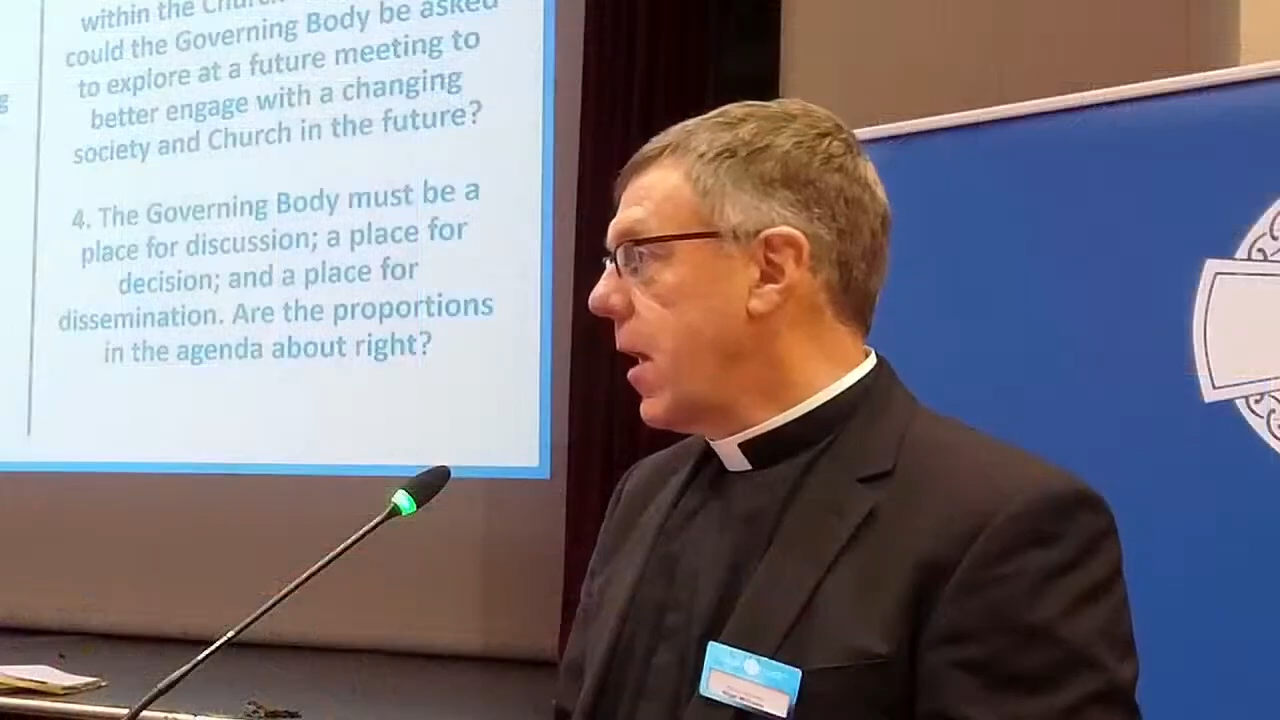 within the
could the Governing Body be asked
to explore at a future meeting to
better engage with a changing
society and Church in the future?
4. The Governing Body must be a
place for discussion; a place for
decision; and a place for
dissemination. Are the proportions
in the agenda about right?